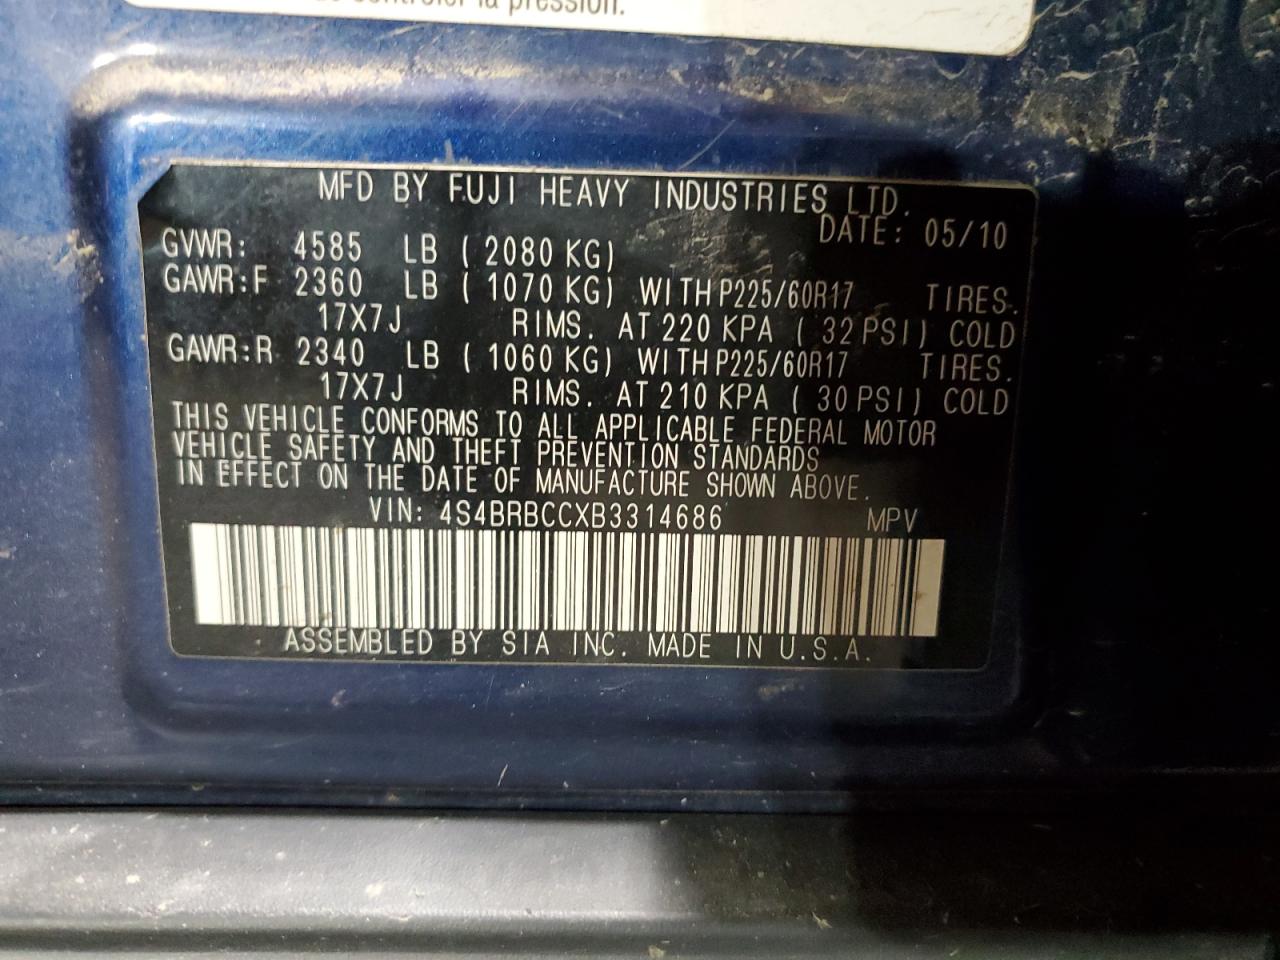 controler la pression.
MFD BY FUJI HEAVY INDUSTRIES LTD.
DATE: 05/10
GVWR: 4585 LB ( 2080 KG)
GAWR:F 2360 LB ( 1070 KG) WITH P225/60R17 TIRES.
17X7J RIMS. AT 220 KPA ( 32 PSI) COLD
GAWR:R 2340 LB ( 1060 KG) WITH P225/60R17 TIRES.
17X7J RIMS. AT 210 KPA ( 30 PSI) COLD
THIS VEHICLE CONFORMS TO ALL APPLICABLE FEDERAL MOTOR
VEHICLE SAFETY AND THEFT PREVENTION STANDARDS
IN EFFECT ON THE DATE OF MANUFACTURE SHOWN ABOVE.
VIN: 4S4BRBCCXB3314686 MPV
ASSEMBLED BY SIA INC. MADE IN U.S.A.